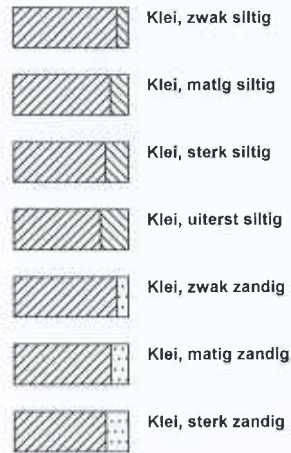 Klei, zwak siltig
Klei, matig siltig
Klei, sterk siltig
Klei, uiterst siltig
Klei, zwak zandig
Klei, matig zandig
Klei, sterk zandig